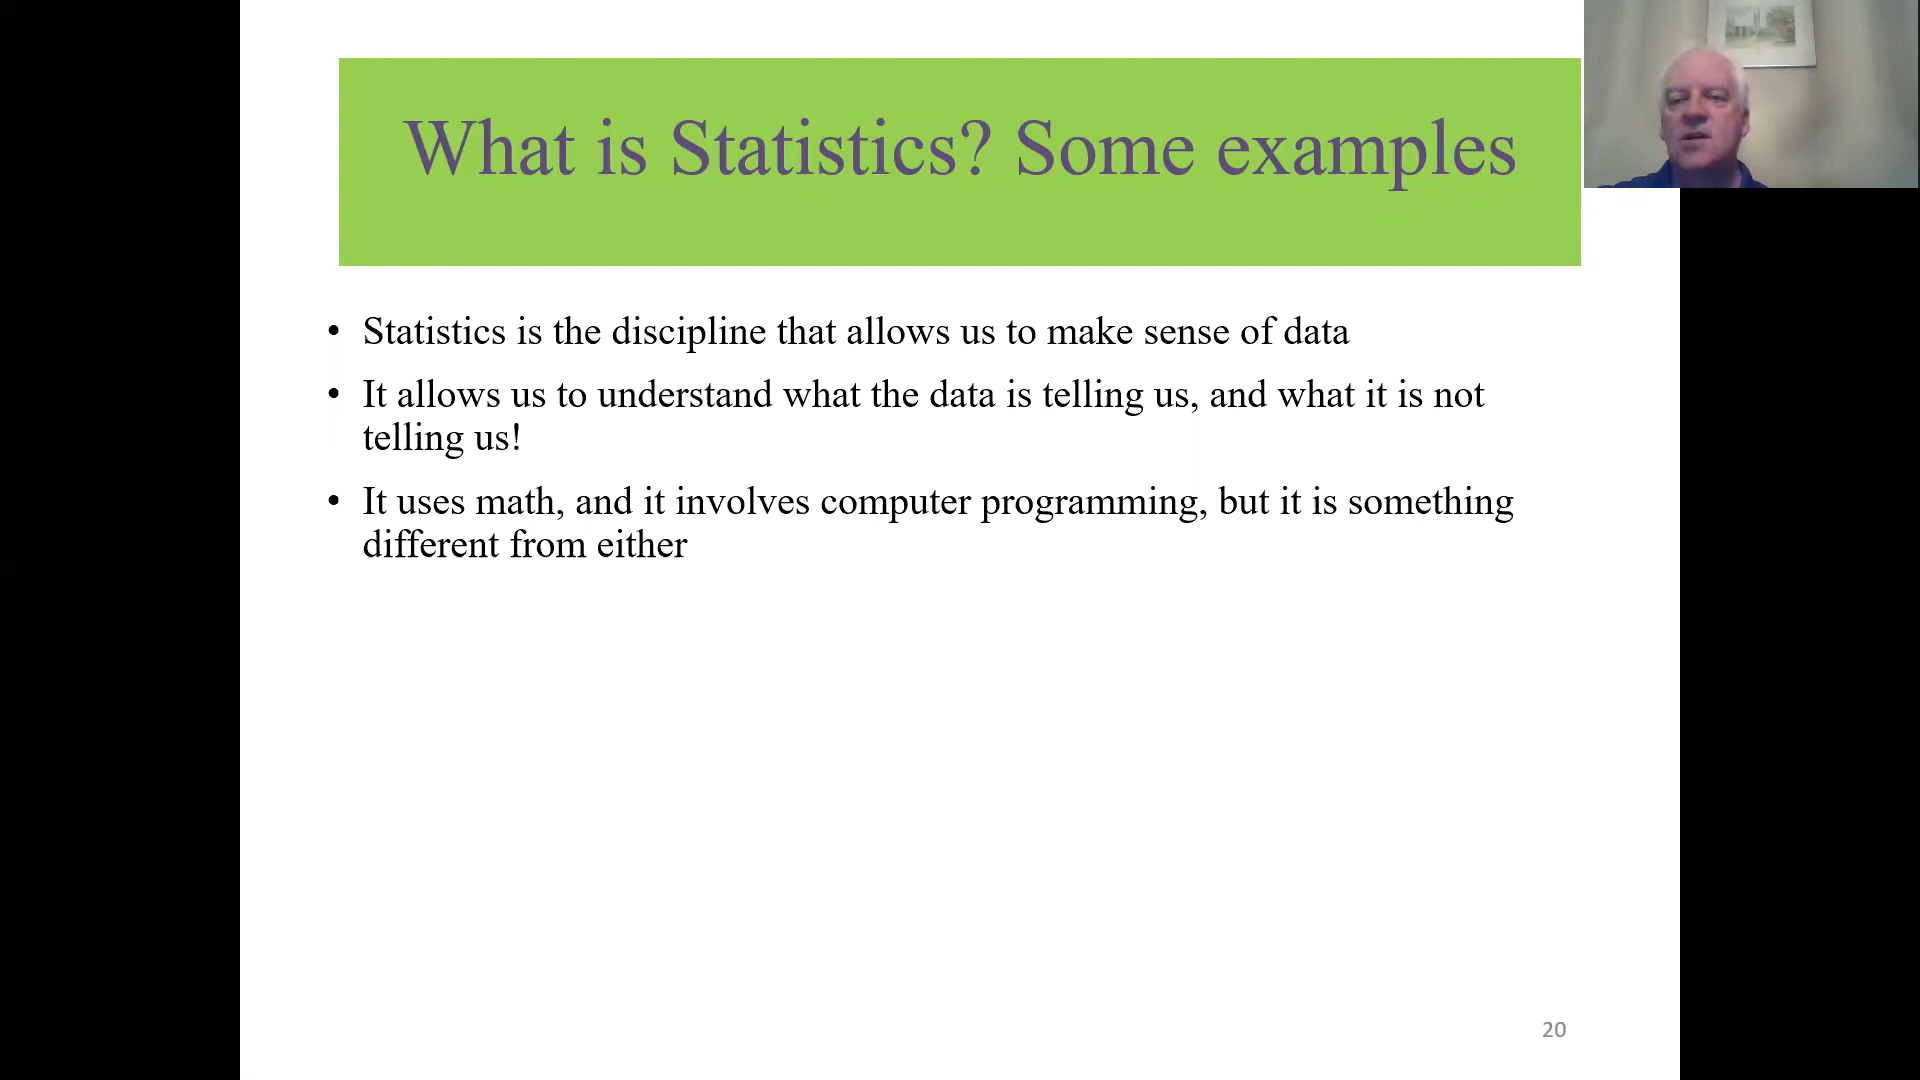 What is Statistics? Some examples
• Statistics is the discipline that allows us to make sense of data
• It allows us to understand what the data is telling us, and what it is not
telling us!
• It uses math, and it involves computer programming, but it is something
different from either
20